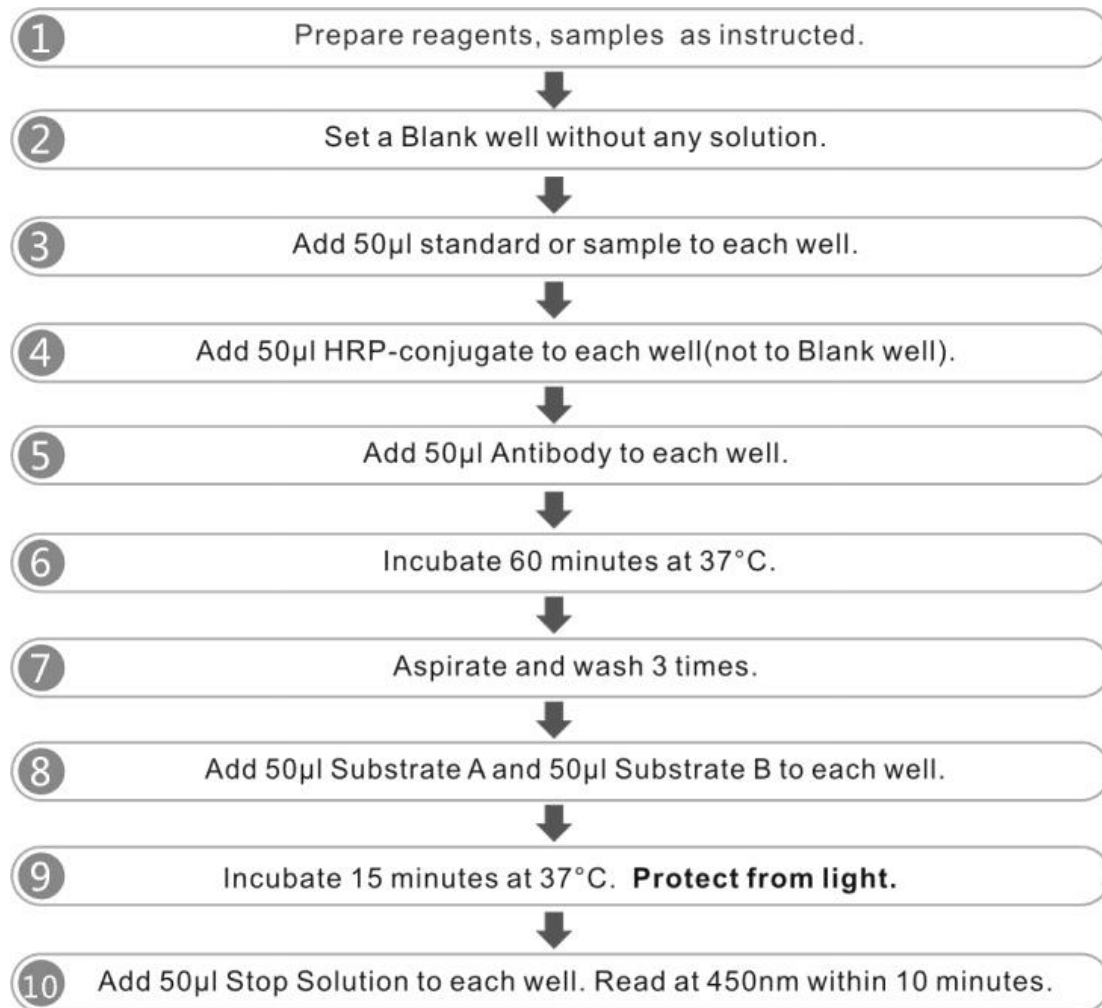 1 Prepare reagents, samples as instructed.
2 Set a Blank well without any solution.
3 Add 50µl standard or sample to each well.
4 Add 50µl HRP-conjugate to each well(not to Blank well).
5 Add 50µl Antibody to each well.
6 Incubate 60 minutes at 37°C.
7 Aspirate and wash 3 times.
8 Add 50µl Substrate A and 50µl Substrate B to each well.
9 Incubate 15 minutes at 37°C. Protect from light.
10 Add 50µl Stop Solution to each well. Read at 450nm within 10 minutes.